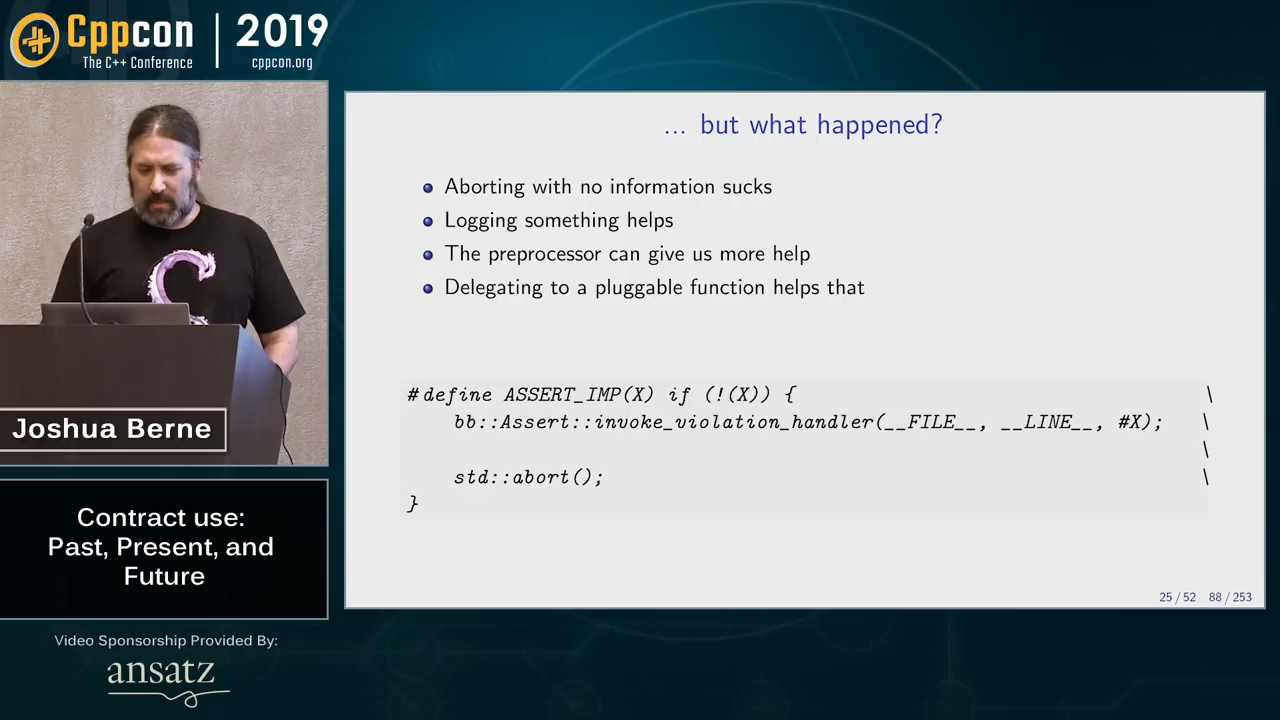 Cppcon
The C++ Conference
2019
cppcon.org
Joshua Berne
Contract use:
Past, Present, and
Future
Video Sponsorship Provided By:
ansatz
... but what happened?
Aborting with no information sucks
Logging something helps
The preprocessor can give us more help
Delegating to a pluggable function helps that
#define ASSERT_IMP(X) if (!(X)) { \
bb::Assert::invoke_violation_handler(__FILE__, __LINE__, #X); \
\
std::abort(); \
}
25 / 52 88 / 253